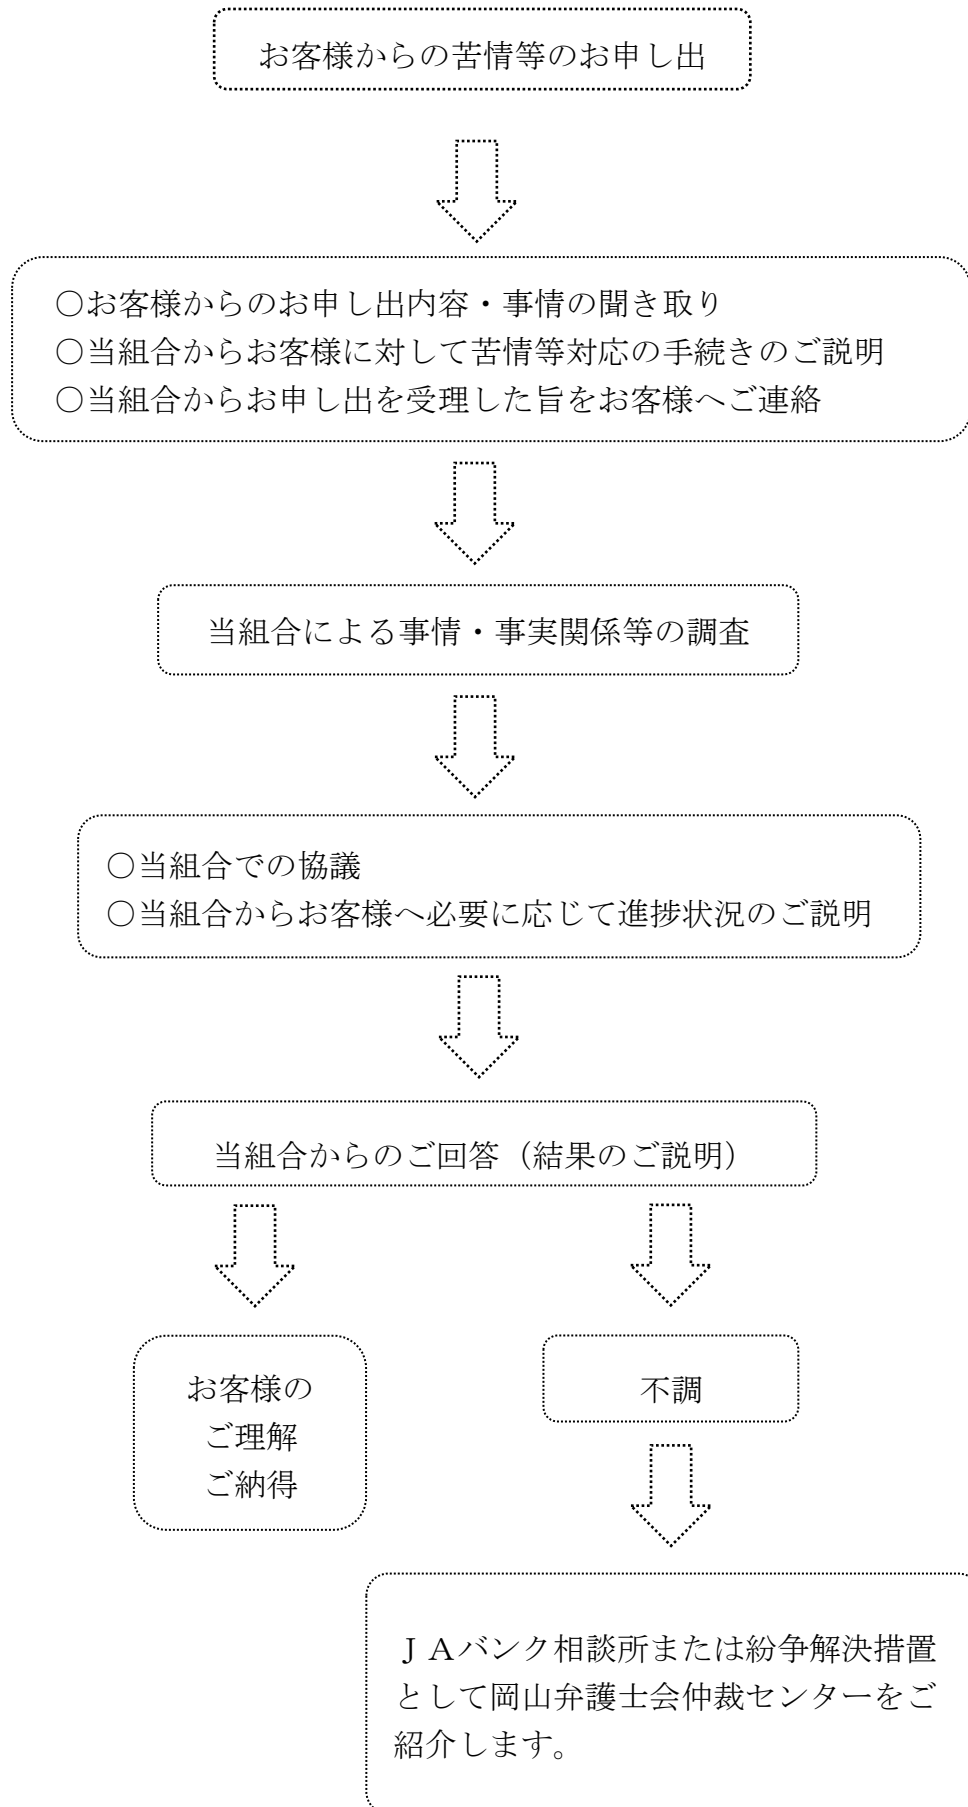 お客様からの苦情等のお申し出
○お客様からのお申し出内容・事情の聞き取り
○当組合からお客様に対して苦情等対応の手続きのご説明
○当組合からお申し出を受理した旨をお客様へご連絡
当組合による事情・事実関係等の調査
○当組合での協議
○当組合からお客様へ必要に応じて進捗状況のご説明
当組合からのご回答（結果のご説明）
お客様の
ご理解
ご納得
不調
ＪＡバンク相談所または紛争解決措置
として岡山弁護士会仲裁センターをご
紹介します。